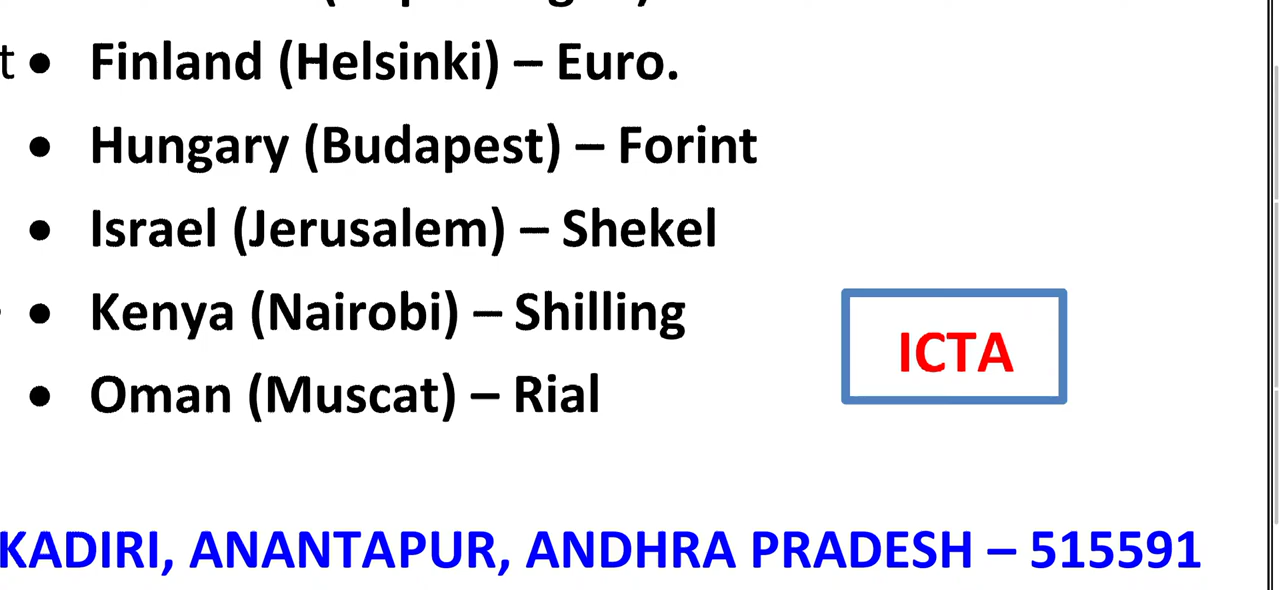 t • Finland (Helsinki) – Euro.
• Hungary (Budapest) – Forint
• Israel (Jerusalem) – Shekel
• Kenya (Nairobi) – Shilling
• Oman (Muscat) – Rial
ICTA
KADIRI, ANANTAPUR, ANDHRA PRADESH – 515591